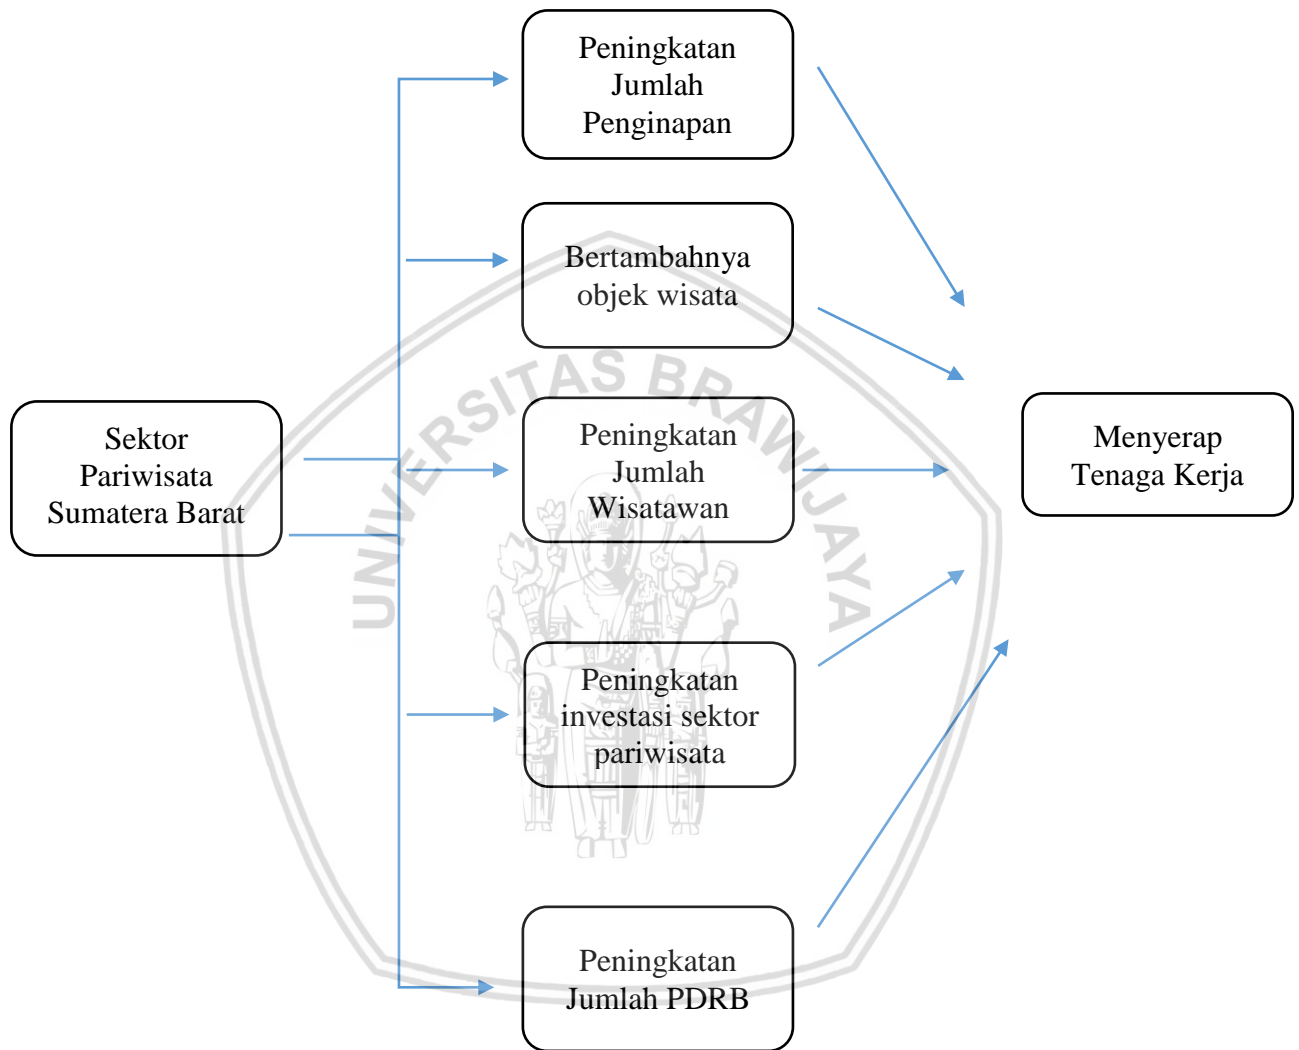 Peningkatan
Jumlah
Penginapan
Bertambahnya
objek wisata
UNIVERSITAS BRAWIJAYA
Sektor
Pariwisata
Sumatera Barat
Peningkatan
Jumlah
Wisatawan
Menyerap
Tenaga Kerja
Peningkatan
investasi sektor
pariwisata
Peningkatan
Jumlah PDRB